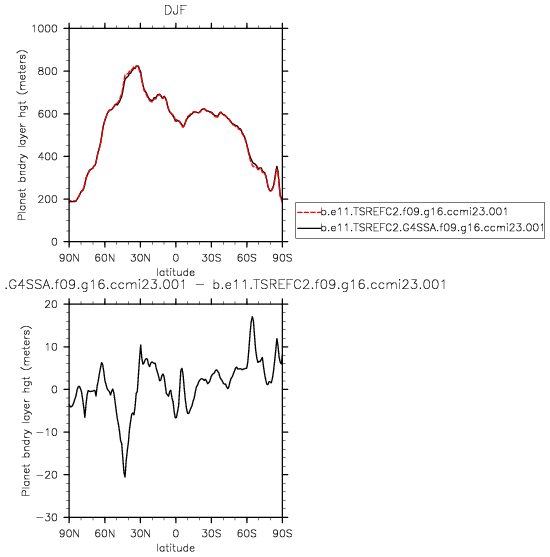 DJF
1000
800
600
400
200
0
Planet bndry layer hgt (meters)
90N 60N 30N 0 30S 60S 90S
latitude
b.e11.TSREFC2.f09.g16.ccmi23.001
b.e11.TSREFC2.G4SSA.f09.g16.ccmi23.001
.G4SSA.f09.g16.ccmi23.001 − b.e11.TSREFC2.f09.g16.ccmi23.001
20
10
0
−10
−20
−30
Planet bndry layer hgt (meters)
90N 60N 30N 0 30S 60S 90S
latitude